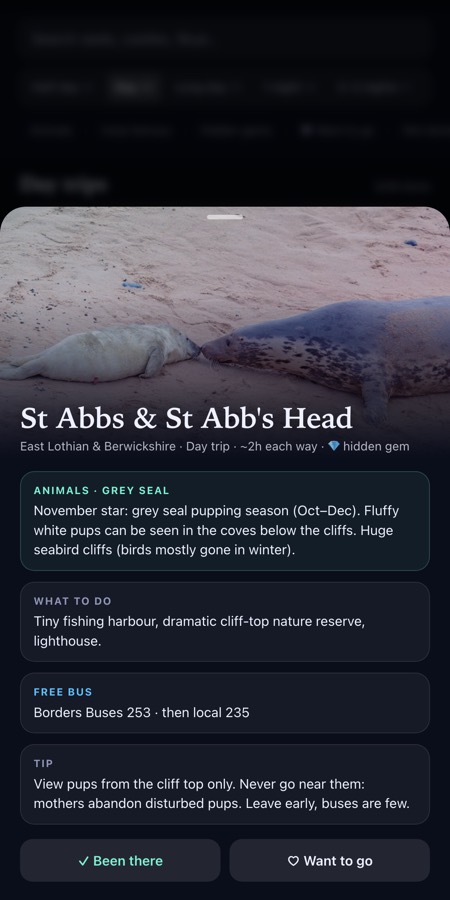 Day trips
St Abbs & St Abb's Head
East Lothian & Berwickshire · Day trip · ~2h each way · 💎 hidden gem
ANIMALS · GREY SEAL
November star: grey seal pupping season (Oct–Dec). Fluffy
white pups can be seen in the coves below the cliffs. Huge
seabird cliffs (birds mostly gone in winter).
WHAT TO DO
Tiny fishing harbour, dramatic cliff-top nature reserve,
lighthouse.
FREE BUS
Borders Buses 253 · then local 235
TIP
View pups from the cliff top only. Never go near them:
mothers abandon disturbed pups. Leave early, buses are few.
✓ Been there
♡ Want to go